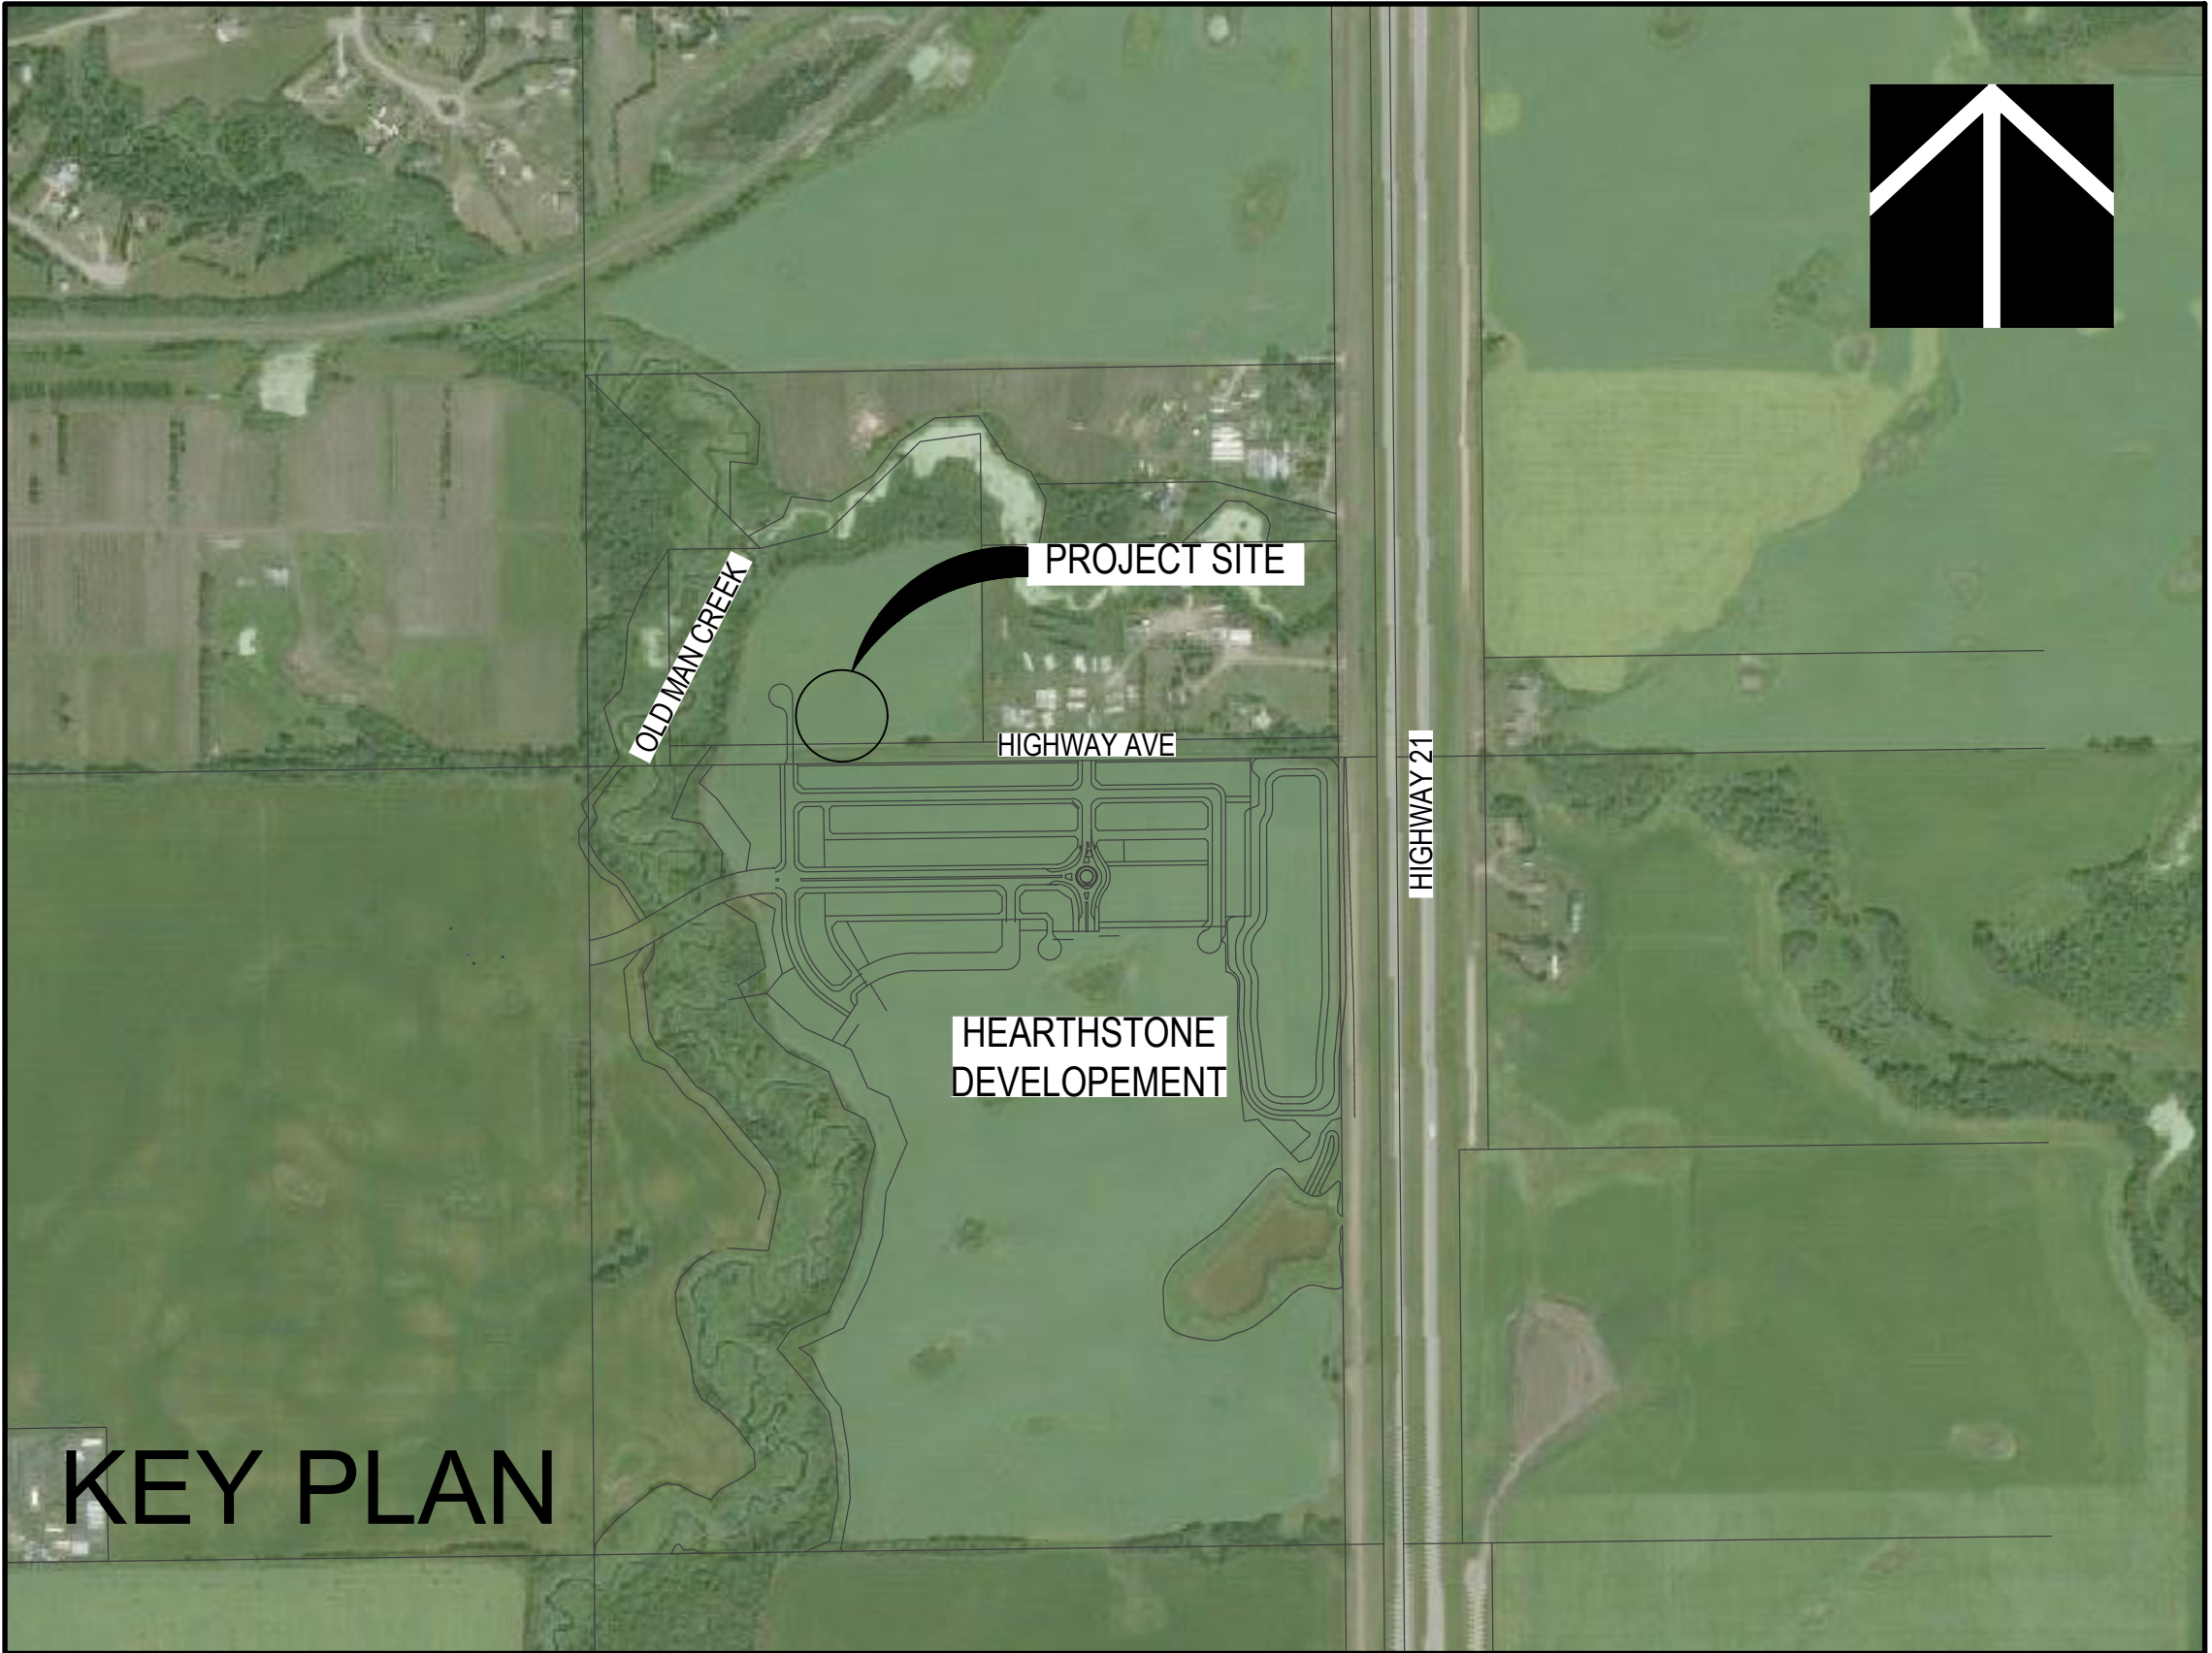 PROJECT SITE
OLD MAN CREEK
HIGHWAY AVE
HIGHWAY 21
HEARTHSTONE
DEVELOPEMENT
KEY PLAN